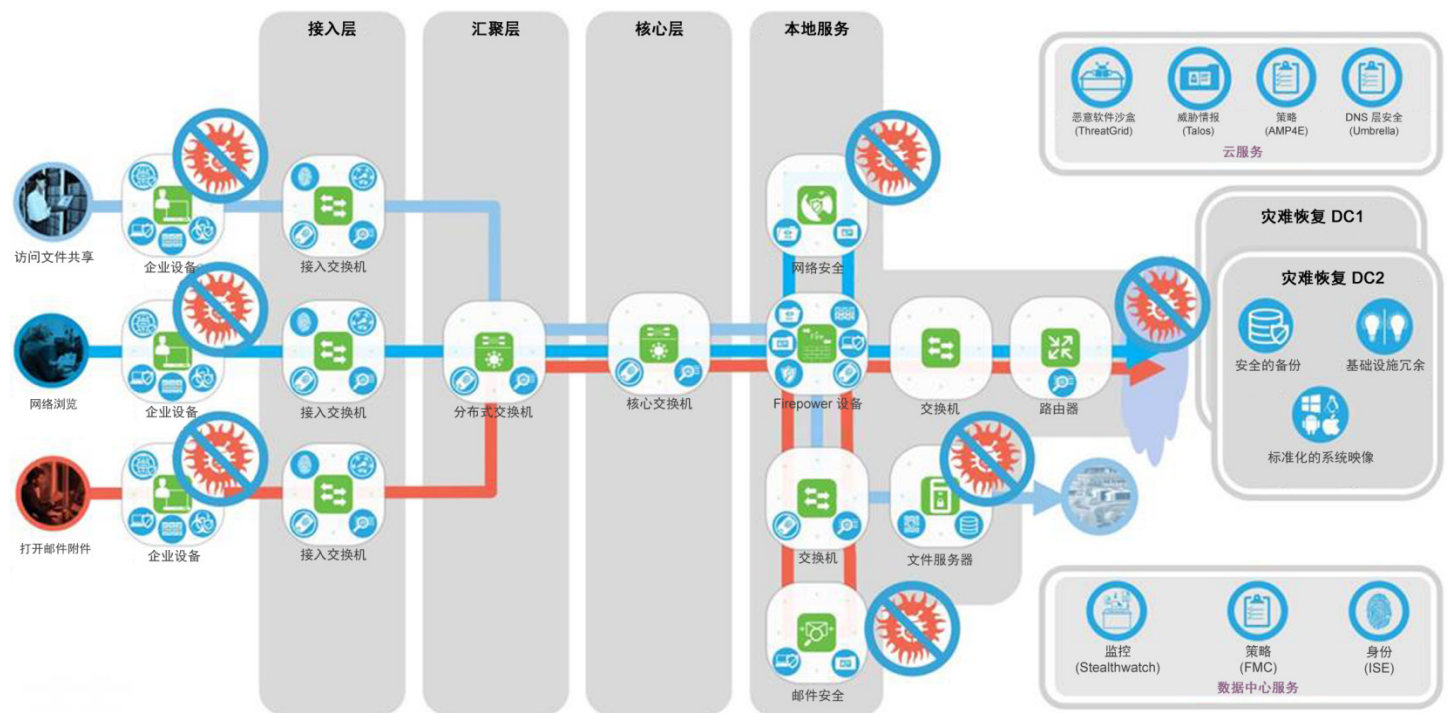 接入层
汇聚层
核心层
本地服务
恶意软件沙盒
(ThreatGrid)
威胁情报
(Talos)
策略
(AMP4E)
DNS 层安全
(Umbrella)
云服务
访问文件共享
企业设备
接入交换机
网络安全
灾难恢复 DC1
灾难恢复 DC2
安全的备份
基础设施冗余
标准化的系统映像
网络浏览
企业设备
接入交换机
分布式交换机
核心交换机
Firepower 设备
交换机
路由器
打开邮件附件
企业设备
接入交换机
交换机
文件服务器
邮件安全
监控
(Stealthwatch)
策略
(FMC)
身份
(ISE)
数据中心服务